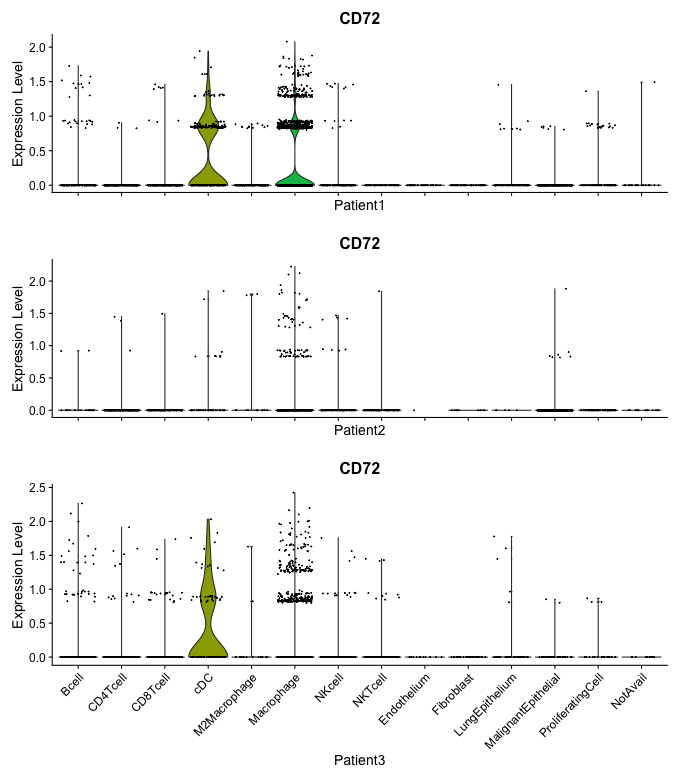 CD72
2.0
1.5
1.0
0.5
0.0
Expression Level
Patient1
CD72
2.0
1.5
1.0
0.5
0.0
Expression Level
Patient2
CD72
2.5
2.0
1.5
1.0
0.5
0.0
Expression Level
Bcell
CD4Tcell
CD8Tcell
cDC
M2Macrophage
Macrophage
NKcell
NKTcell
Endothelium
Fibroblast
LungEpithelium
MalignantEpithelial
ProliferatingCell
NotAvail
Patient3